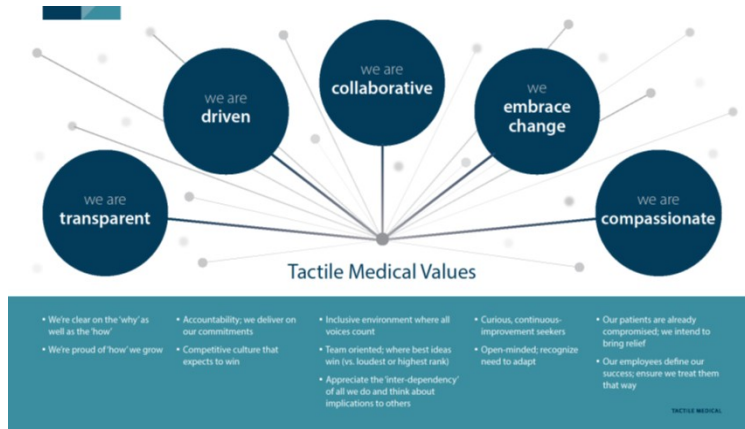 we are
transparent
we are
driven
we are
collaborative
we
embrace
change
we are
compassionate
Tactile Medical Values
• We're clear on the 'why' as
well as the 'how'
• We're proud of 'how' we grow
• Accountability; we deliver on
our commitments
• Competitive culture that
expects to win
• Inclusive environment where all
voices count
• Team oriented; where best ideas
win (vs. loudest or highest rank)
• Appreciate the 'inter-dependency'
of all we do and think about
implications to others
• Curious, continuous-
improvement seekers
• Open-minded; recognize
need to adapt
• Our patients are already
compromised; we intend to
bring relief
• Our employees define our
success; ensure we treat them
that way
TACTILE MEDICAL